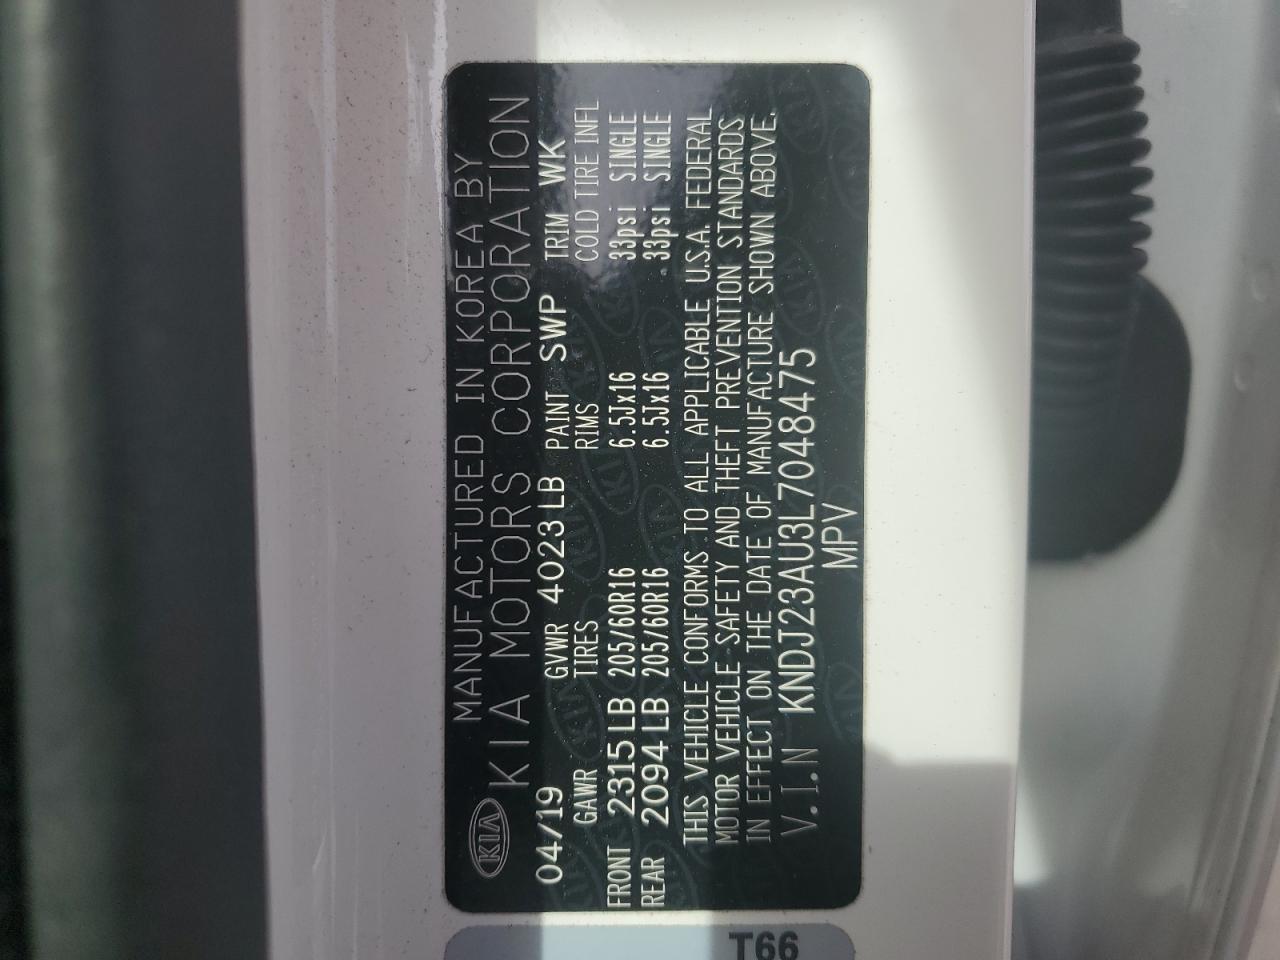 MANUFACTURED IN KOREA BY
KIA KIA MOTORS CORPORATION
04/19 GVWR 4023 LB PAINT SWP TRIM WK
GAWR TIRES RIMS COLD TIRE INFL
FRONT 2315 LB 205/60R16 6.5Jx16 33psi SINGLE
REAR 2094 LB 205/60R16 6.5Jx16 33psi SINGLE
THIS VEHICLE CONFORMS TO ALL APPLICABLE U.S.A. FEDERAL
MOTOR VEHICLE SAFETY AND THEFT PREVENTION STANDARDS
IN EFFECT ON THE DATE OF MANUFACTURE SHOWN ABOVE.
V.I.N KNDJ23AU3L7048475
MPV
T66